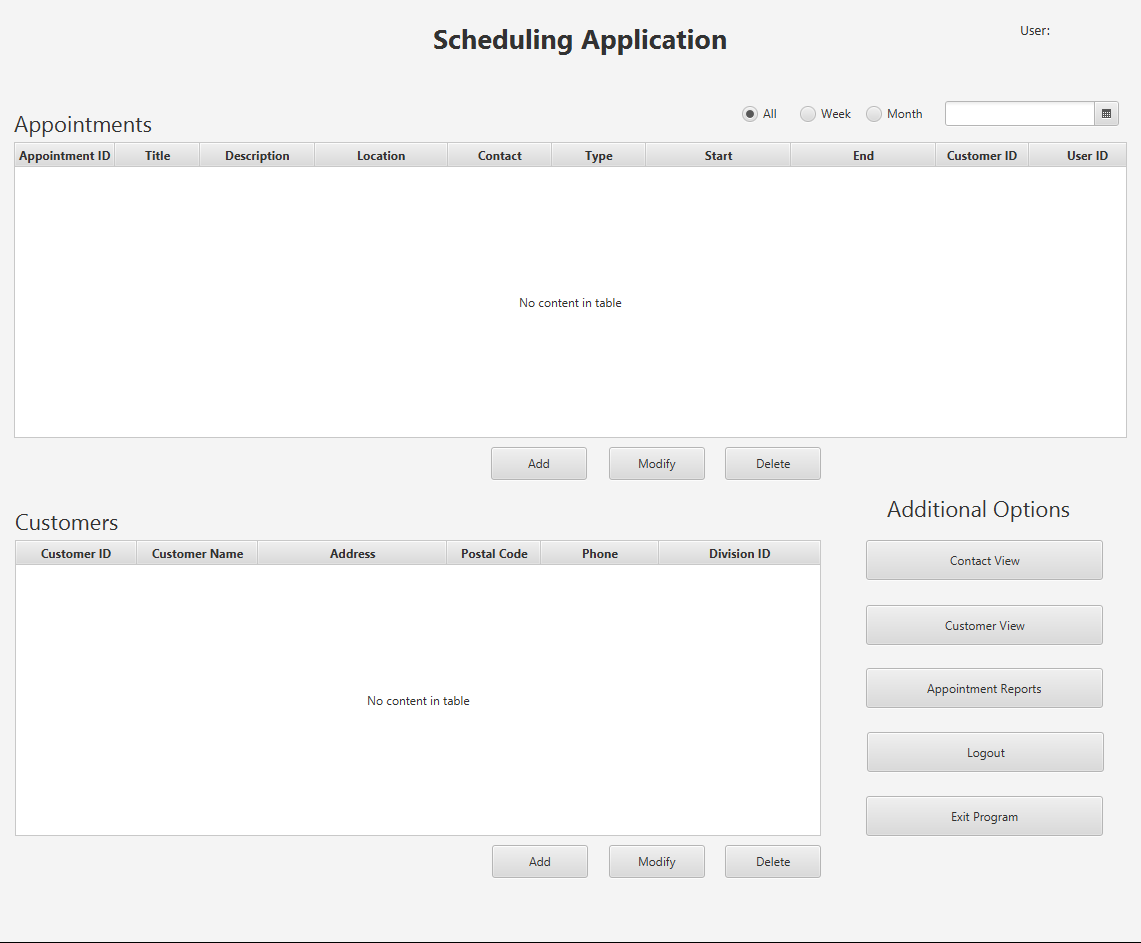 Scheduling Application
User:
Appointments
All Week Month
Appointment ID Title Description Location Contact Type Start End Customer ID User ID
No content in table
Add Modify Delete
Customers
Customer ID Customer Name Address Postal Code Phone Division ID
No content in table
Add Modify Delete
Additional Options
Contact View
Customer View
Appointment Reports
Logout
Exit Program